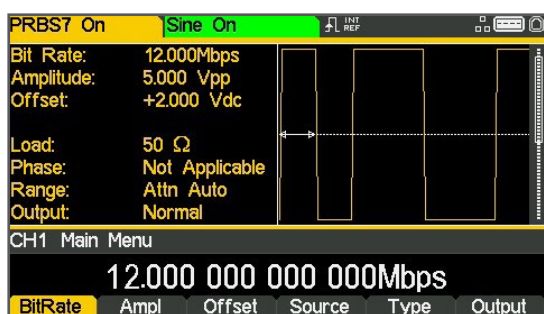 PRBS7 On Sine On INT REF
Bit Rate: 12.000Mbps
Amplitude: 5.000 Vpp
Offset: +2.000 Vdc
Load: 50 Ω
Phase: Not Applicable
Range: Attn Auto
Output: Normal
CH1 Main Menu
12.000 000 000 000Mbps
BitRate Ampl Offset Source Type Output